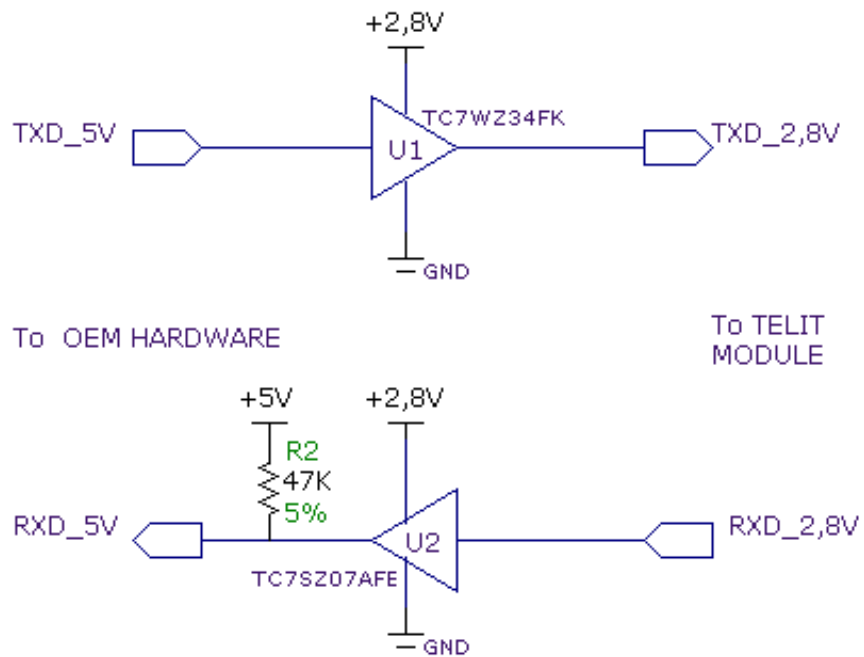 +2,8V
TC7WZ34FK
TXD_5V
U1
TXD_2,8V
GND
To OEM HARDWARE
To TELIT
MODULE
+5V
+2,8V
R2
47K
5%
RXD_5V
U2
RXD_2,8V
TC7SZ07AFE
GND